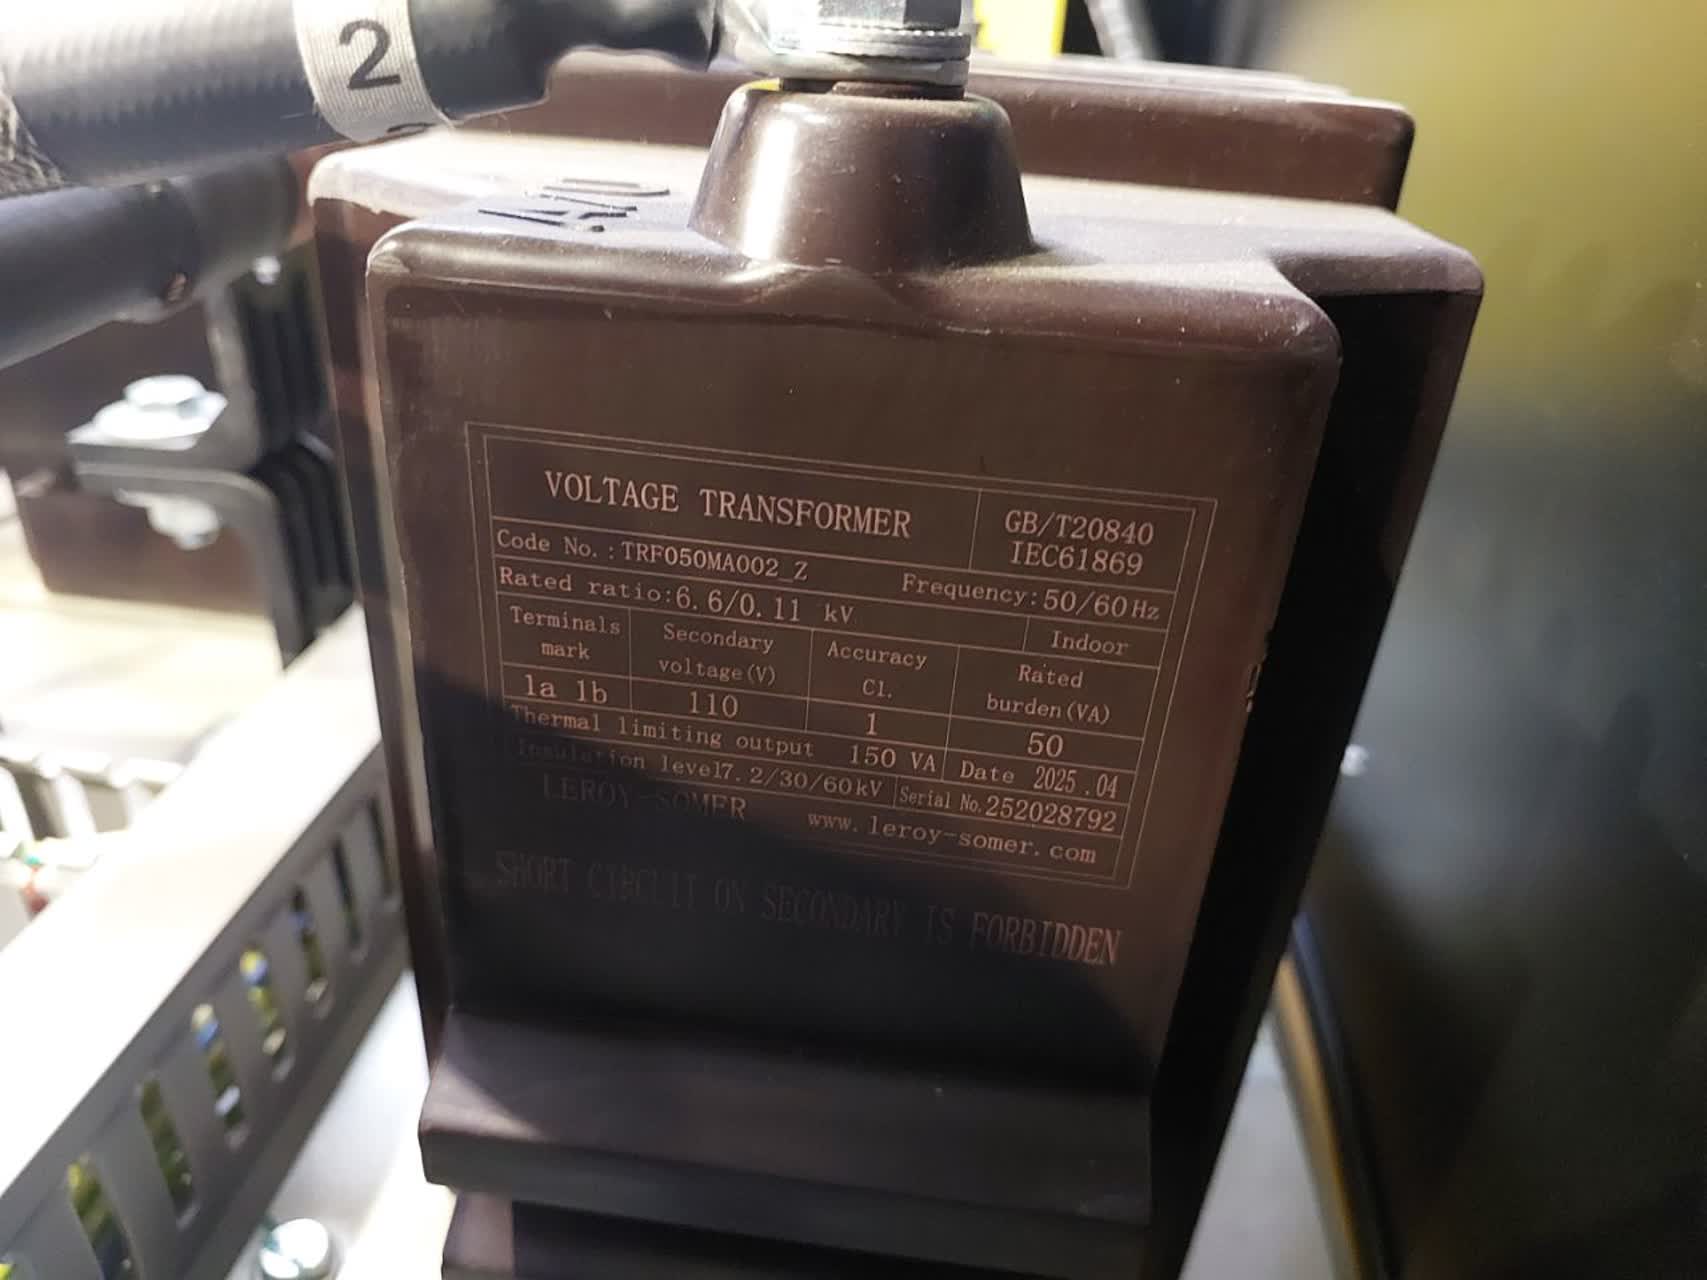 2
VOLTAGE TRANSFORMER
GB/T20840
IEC61869
Code No.:TRF050MA002_Z
Frequency:50/60Hz
Rated ratio:6.6/0.11 kV
Indoor
Terminals mark
Secondary voltage(V)
Accuracy Cl.
Rated burden(VA)
1a 1b
110
1
50
Thermal limiting output 150 VA
Date 2025.04
Insulation level7.2/30/60kV
Serial No.252028792
LEROY-SOMER
www.leroy-somer.com
SHORT CIRCUIT ON SECONDARY IS FORBIDDEN